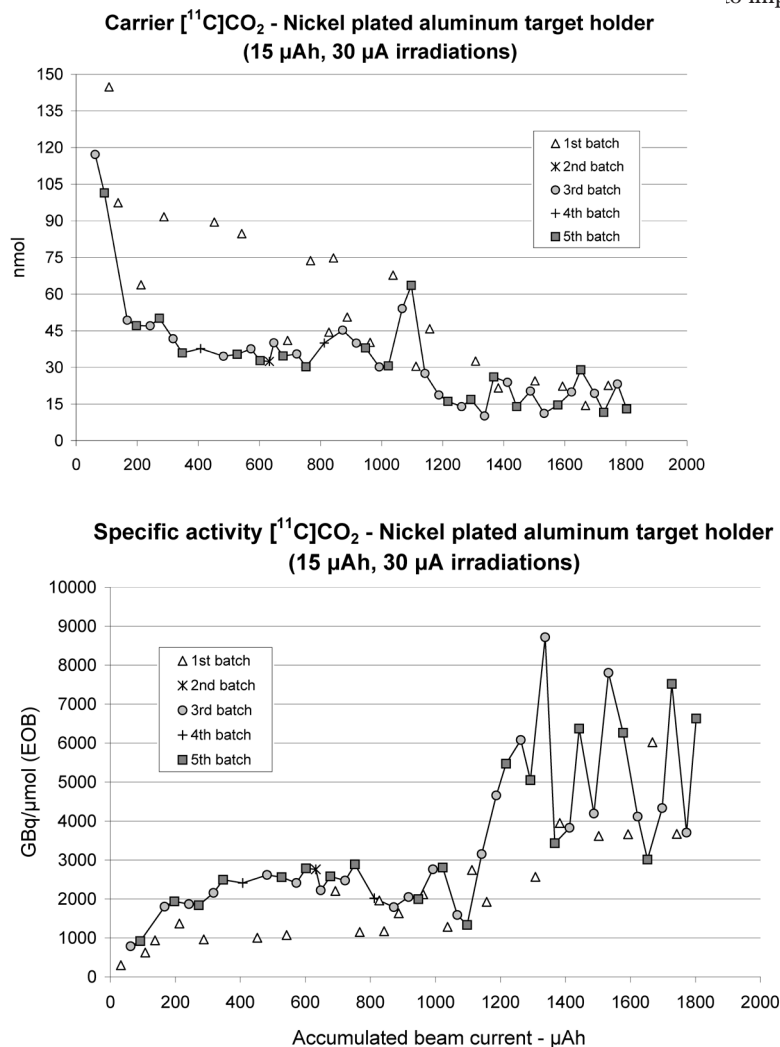 Carrier [¹¹C]CO₂ - Nickel plated aluminum target holder
(15 µAh, 30 µA irradiations)
150
135
120
105
90
75
60
45
30
15
0
nmol
1st batch
2nd batch
3rd batch
4th batch
5th batch
0 200 400 600 800 1000 1200 1400 1600 1800 2000
Specific activity [¹¹C]CO₂ - Nickel plated aluminum target holder
(15 µAh, 30 µA irradiations)
10000
9000
8000
7000
6000
5000
4000
3000
2000
1000
0
GBq/µmol (EOB)
1st batch
2nd batch
3rd batch
4th batch
5th batch
0 200 400 600 800 1000 1200 1400 1600 1800 2000
Accumulated beam current - µAh